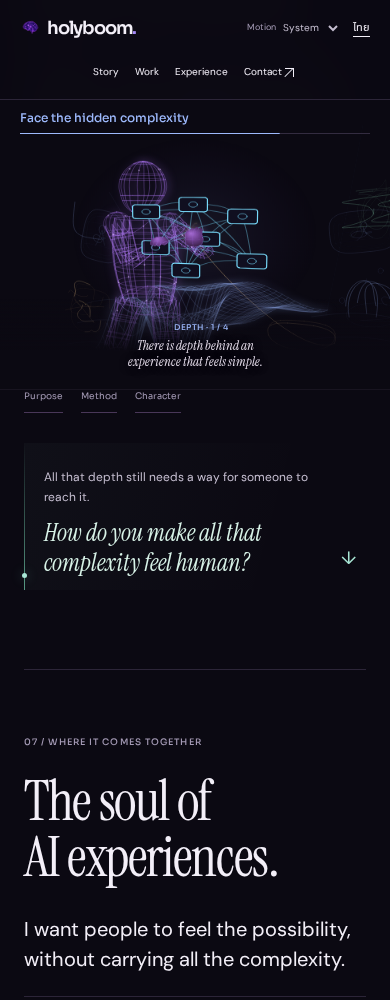 holyboom.
Motion System ไทย
Story Work Experience Contact
Face the hidden complexity
DEPTH · 1 / 4
There is depth behind an
experience that feels simple.
Purpose Method Character
All that depth still needs a way for someone to
reach it.
How do you make all that
complexity feel human?
07 / WHERE IT COMES TOGETHER
The soul of
AI experiences.
I want people to feel the possibility,
without carrying all the complexity.